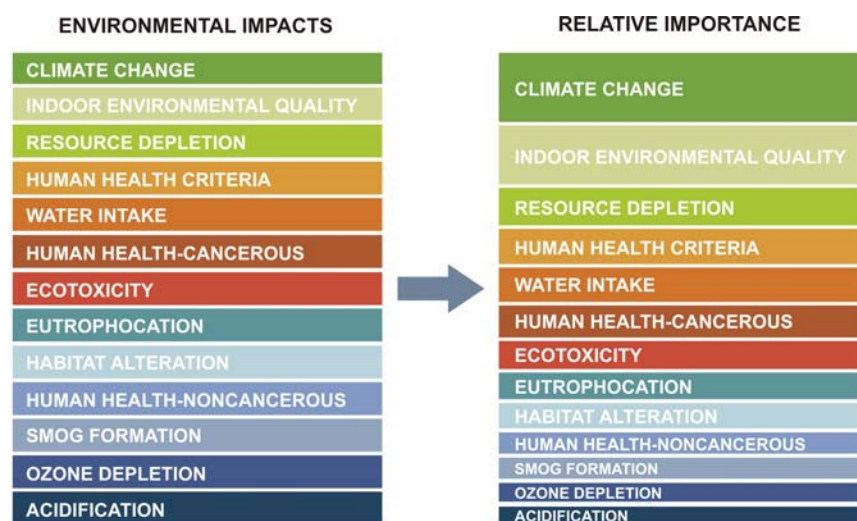 ENVIRONMENTAL IMPACTS
CLIMATE CHANGE
INDOOR ENVIRONMENTAL QUALITY
RESOURCE DEPLETION
HUMAN HEALTH CRITERIA
WATER INTAKE
HUMAN HEALTH-CANCEROUS
ECOTOXICITY
EUTROPHOCATION
HABITAT ALTERATION
HUMAN HEALTH-NONCANCEROUS
SMOG FORMATION
OZONE DEPLETION
ACIDIFICATION
RELATIVE IMPORTANCE
CLIMATE CHANGE
INDOOR ENVIRONMENTAL QUALITY
RESOURCE DEPLETION
HUMAN HEALTH CRITERIA
WATER INTAKE
HUMAN HEALTH-CANCEROUS
ECOTOXICITY
EUTROPHOCATION
HABITAT ALTERATION
HUMAN HEALTH-NONCANCEROUS
SMOG FORMATION
OZONE DEPLETION
ACIDIFICATION